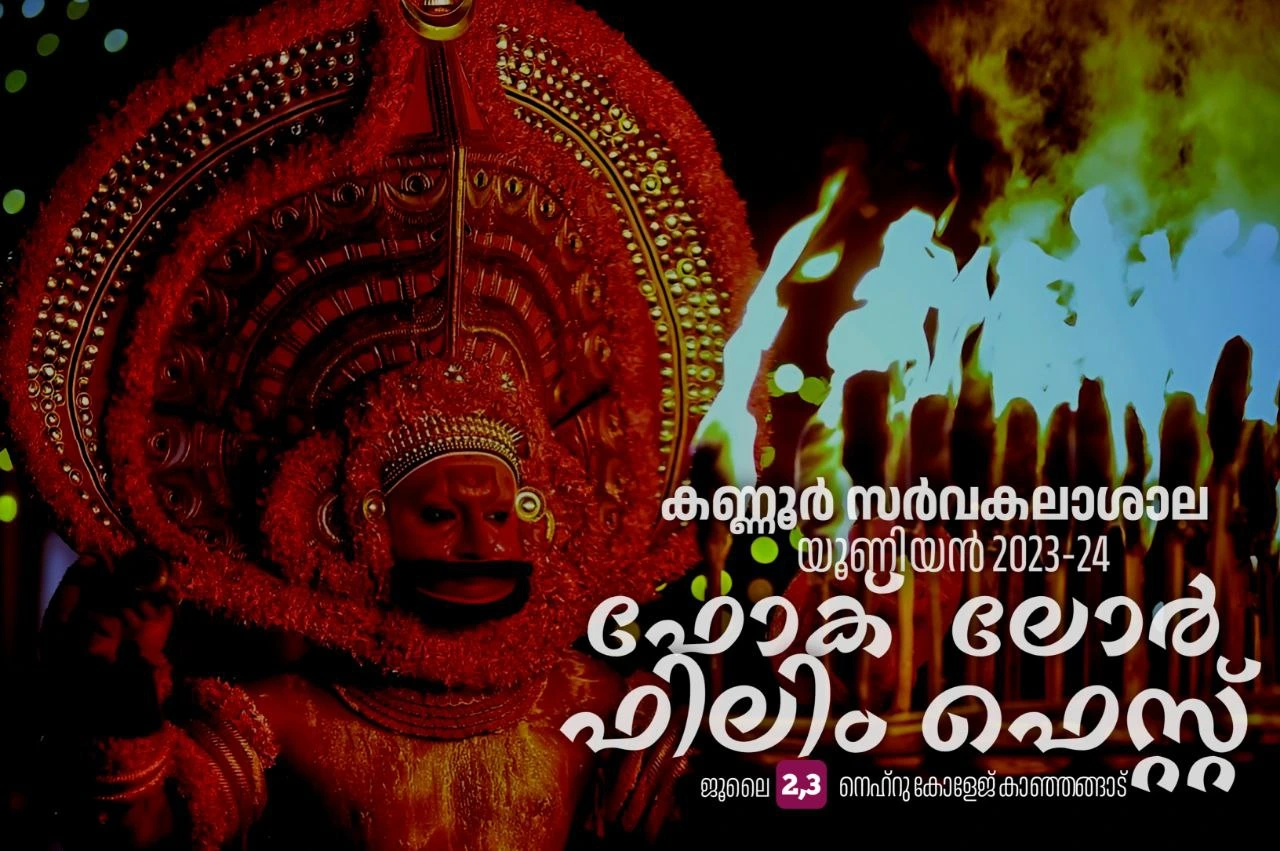 കണ്ണൂർ സർവകലാശാല
യൂണിയൻ 2023-24
ഫോക് ലോർ
ഫിലിം ഫെസ്റ്റ്
ജൂലൈ 2,3 നെഹ്റു കോളേജ് കാഞ്ഞങ്ങാട്